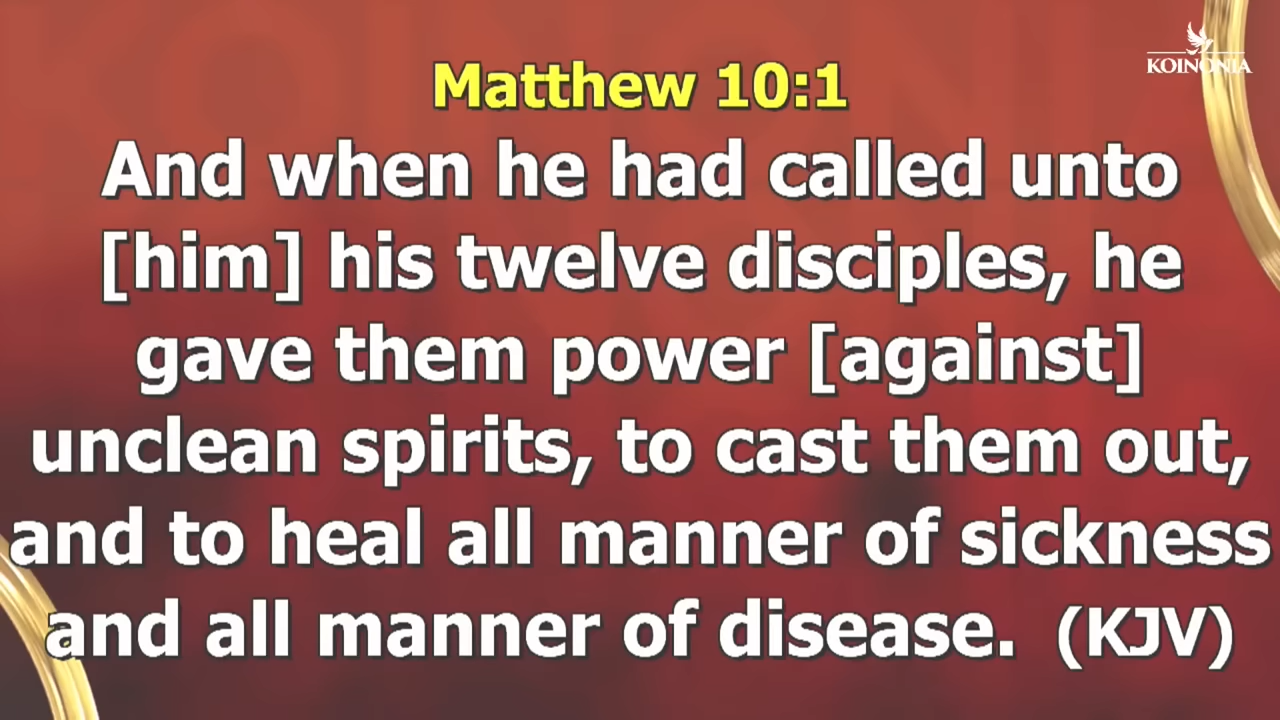 KOINONIA
Matthew 10:1
And when he had called unto
[him] his twelve disciples, he
gave them power [against]
unclean spirits, to cast them out,
and to heal all manner of sickness
and all manner of disease. (KJV)